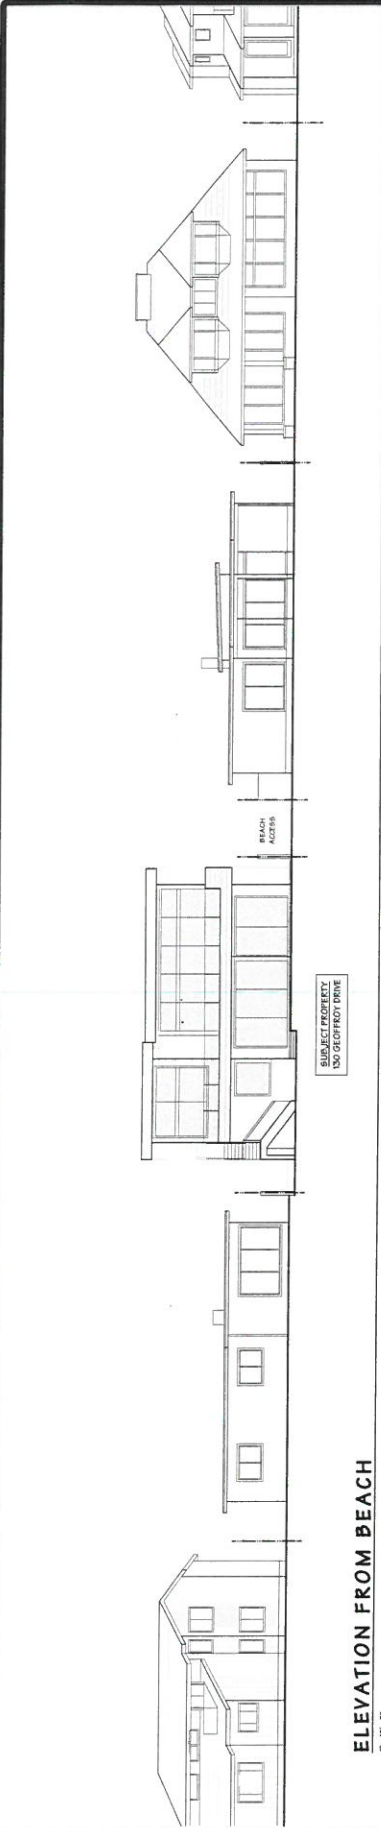 BEACH
ACCESS
SUBJECT PROPERTY
130 GEOFFROY DRIVE
ELEVATION FROM BEACH